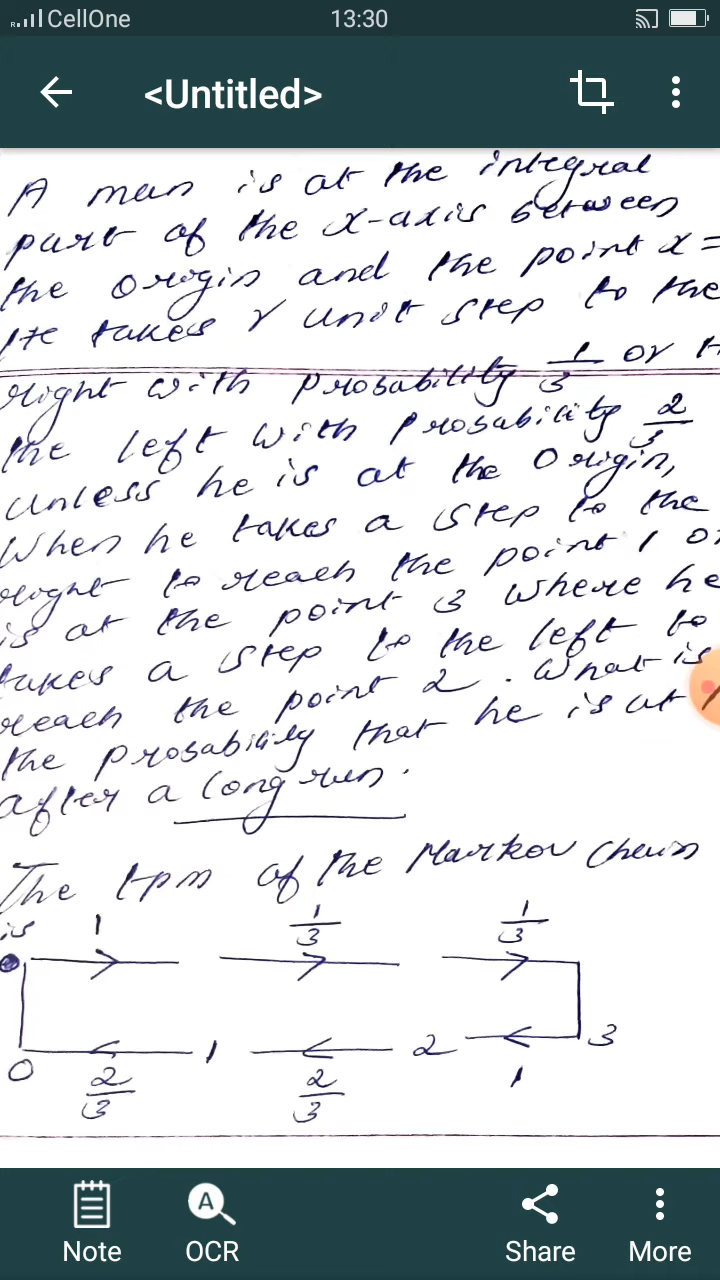 CellOne
13:30
<Untitled>
A man is at the integral
part of the x-axis between
the origin and the point x=
He takes r unit step to the
right with probability 1/3 or t
the left with probability 2/3
unless he is at the origin,
When he takes a step to the
right to reach the point 1 or
is at the point 3 where he
takes a step to the left to
reach the point 2. What is
the probability that he is at 1
after a long run.
The tpm of the Markov chain
is
1 1/3 1/3
0 1 2 3
2/3 2/3 1
Note OCR Share More